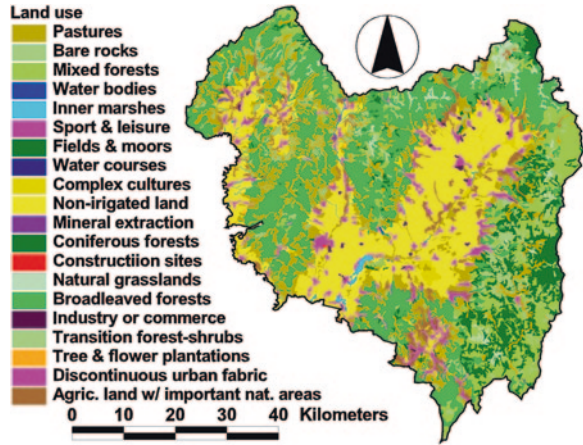 Land use
Pastures
Bare rocks
Mixed forests
Water bodies
Inner marshes
Sport & leisure
Fields & moors
Water courses
Complex cultures
Non-irigated land
Mineral extraction
Coniferous forests
Constructiion sites
Natural grasslands
Broadleaved forests
Industry or commerce
Transition forest-shrubs
Tree & flower plantations
Discontinuous urban fabric
Agric. land w/ important nat. areas
0 10 20 30 40 Kilometers